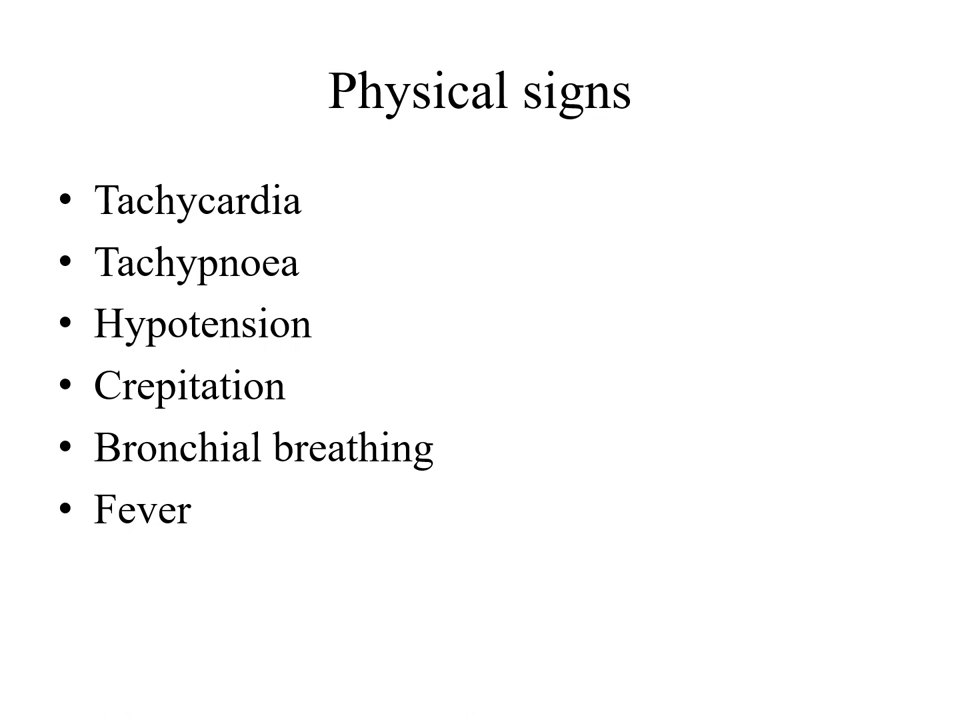 Physical signs
• Tachycardia
• Tachypnoea
• Hypotension
• Crepitation
• Bronchial breathing
• Fever